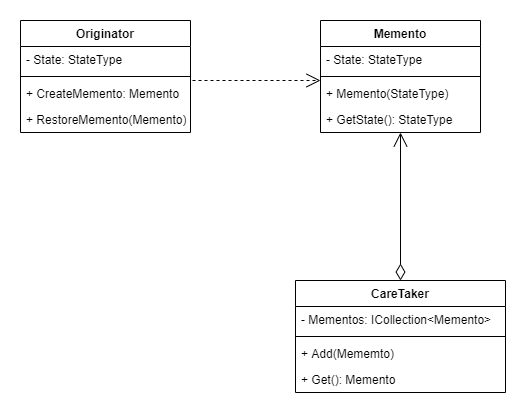 Originator
- State: StateType
+ CreateMemento: Memento
+ RestoreMemento(Memento)
Memento
- State: StateType
+ Memento(StateType)
+ GetState(): StateType
CareTaker
- Mementos: ICollection<Memento>
+ Add(Mememto)
+ Get(): Memento